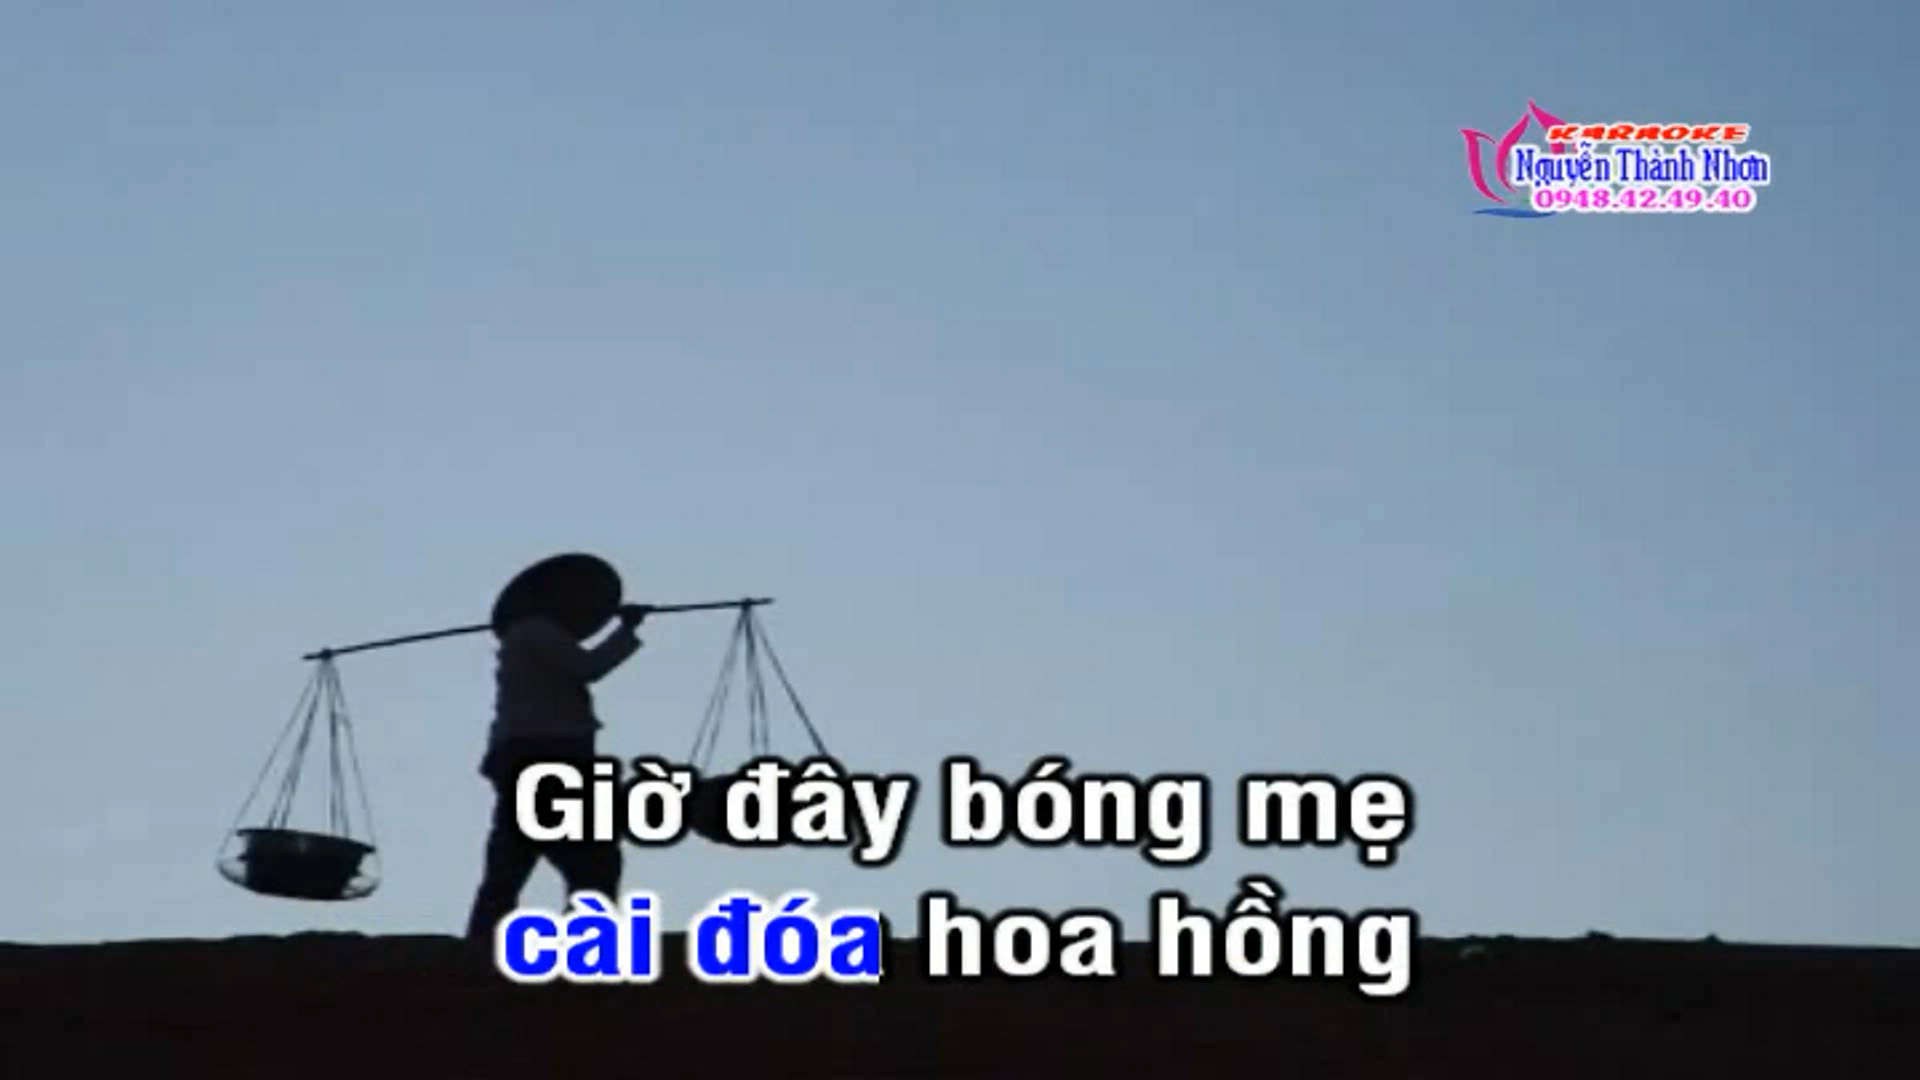 KARAOKE
Nguyễn Thành Nhơn
0948.42.49.40
Giờ đây bóng mẹ
cài đóa hoa hồng